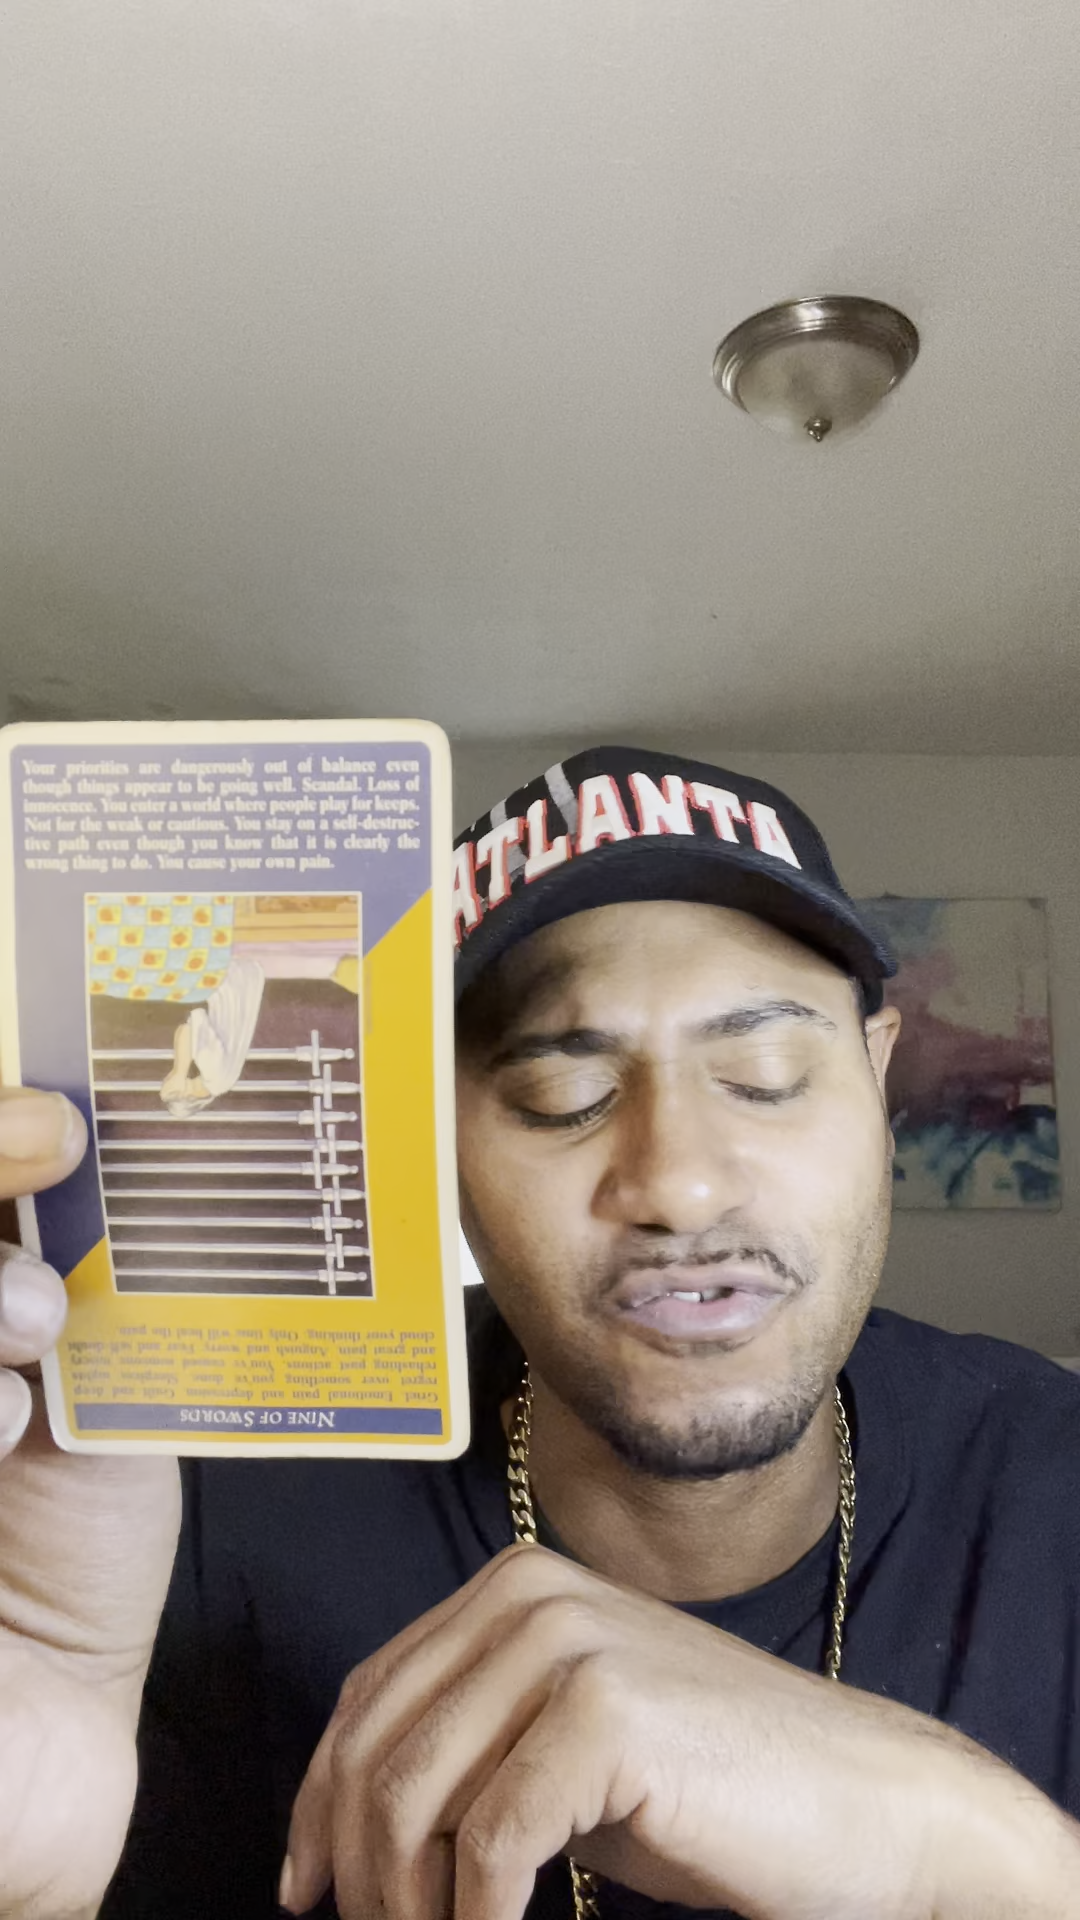 Your priorities are dangerously out of balance even
though things appear to be going well. Scandal. Loss of
innocence. You enter a world where people play for keeps.
Not for the weak or cautious. You stay on a self-destruc-
tive path even though you know that it is clearly the
wrong thing to do. You cause your own pain.
ATLANTA
NINE OF SWORDS
Grief. Emotional pain and depression. Guilt and deep
regret over something you've done. Sleepless nights
rehashing past actions. You've caused someone misery
and great pain. Anguish and worry. Fear and self-doubt
cloud your thinking. Only time will heal the pain.